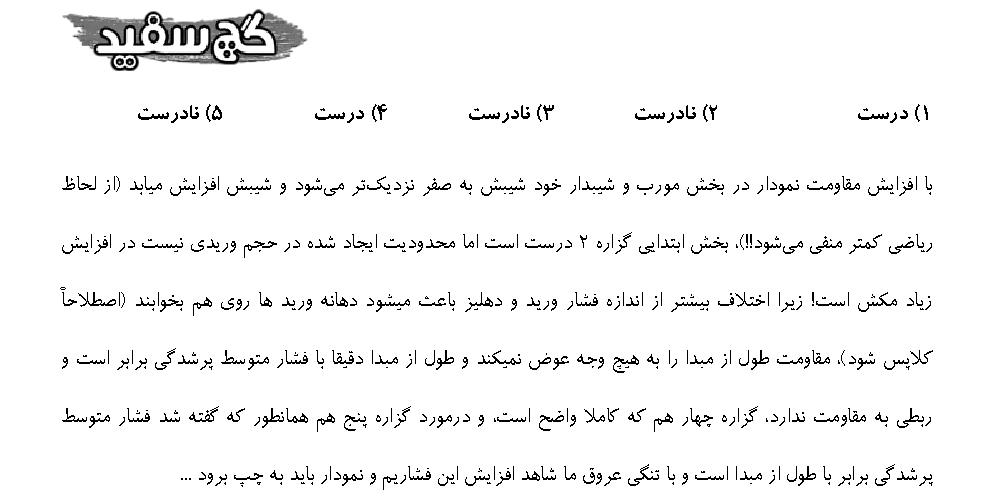 گچ سفید
۱) درست ۲) نادرست ۳) نادرست ۴) درست ۵) نادرست
با افزایش مقاومت نمودار در بخش مورب و شیبدار خود شیبش به صفر نزدیک‌تر می‌شود و شیبش افزایش میابد (از لحاظ
ریاضی کمتر منفی می‌شود!!)، بخش ابتدایی گزاره ۲ درست است اما محدودیت ایجاد شده در حجم وریدی نیست در افزایش
زیاد مکش است! زیرا اختلاف بیشتر از اندازه فشار ورید و دهلیز باعث میشود دهانه ورید ها روی هم بخوابند (اصطلاحاً
کلاپس شود)، مقاومت طول از مبدا را به هیچ وجه عوض نمیکند و طول از مبدا دقیقا با فشار متوسط پرشدگی برابر است و
ربطی به مقاومت ندارد، گزاره چهار هم که کاملا واضح است، و درمورد گزاره پنج هم همانطور که گفته شد فشار متوسط
پرشدگی برابر با طول از مبدا است و با تنگی عروق ما شاهد افزایش این فشاریم و نمودار باید به چپ برود ...